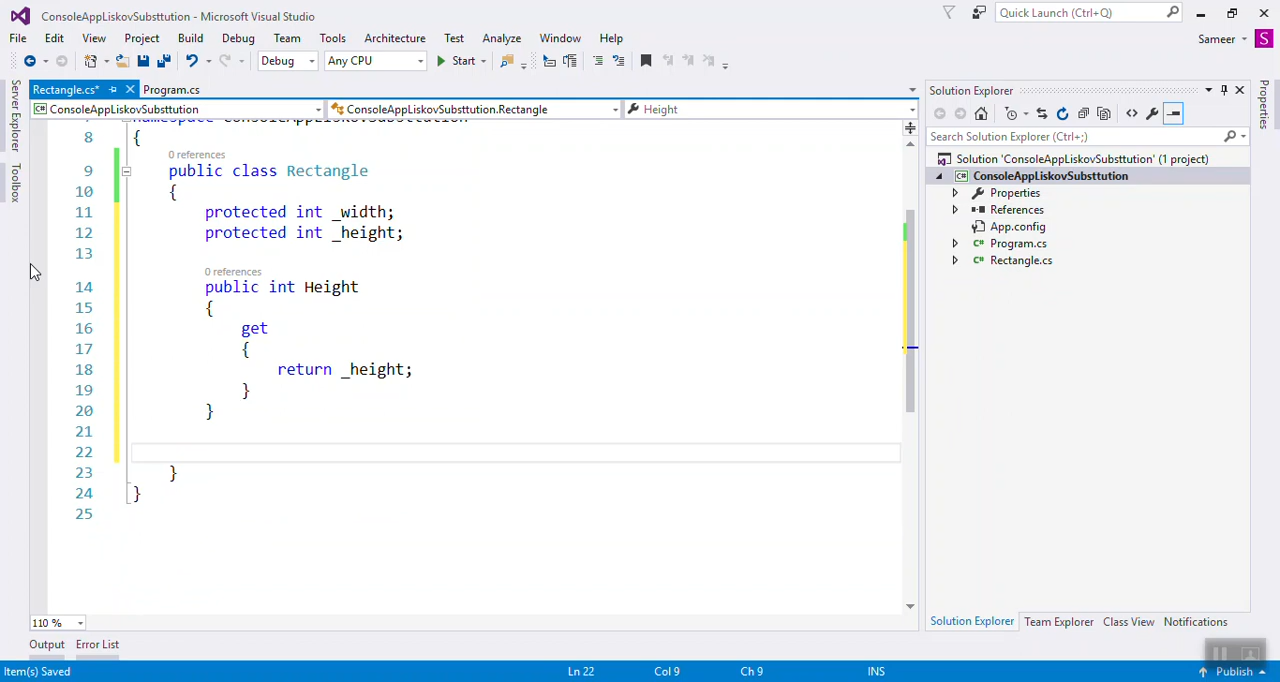 ConsoleAppLiskovSubsttution - Microsoft Visual Studio
Quick Launch (Ctrl+Q)
File Edit View Project Build Debug Team Tools Architecture Test Analyze Window Help
Sameer S
Debug Any CPU Start
Server Explorer
Toolbox
Rectangle.cs* Program.cs
ConsoleAppLiskovSubsttution ConsoleAppLiskovSubsttution.Rectangle Height
namespace ConsoleAppLiskovSubsttution
8 {
0 references
9 public class Rectangle
10 {
11 protected int _width;
12 protected int _height;
13
0 references
14 public int Height
15 {
16 get
17 {
18 return _height;
19 }
20 }
21
22
23 }
24 }
25
110 %
Output Error List
Solution Explorer
Search Solution Explorer (Ctrl+;)
Solution 'ConsoleAppLiskovSubsttution' (1 project)
ConsoleAppLiskovSubsttution
Properties
References
App.config
C# Program.cs
C# Rectangle.cs
Solution Explorer Team Explorer Class View Notifications
Properties
Item(s) Saved Ln 22 Col 9 Ch 9 INS Publish